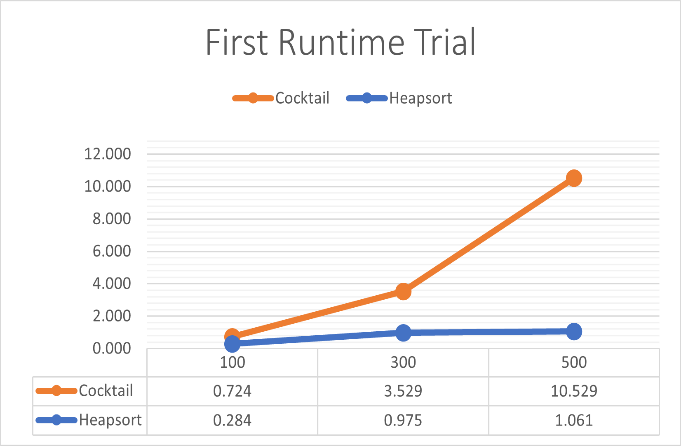 First Runtime Trial
Cocktail Heapsort
12.000
10.000
8.000
6.000
4.000
2.000
0.000
100 300 500
Cocktail 0.724 3.529 10.529
Heapsort 0.284 0.975 1.061